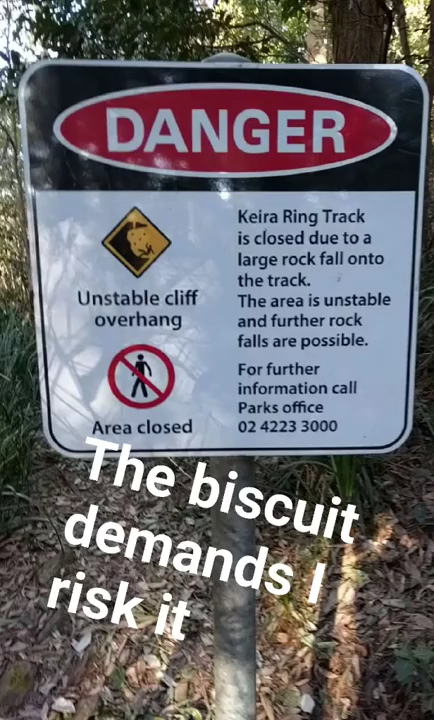 DANGER
Unstable cliff
overhang
Area closed
Keira Ring Track
is closed due to a
large rock fall onto
the track.
The area is unstable
and further rock
falls are possible.
For further
information call
Parks office
02 4223 3000
The biscuit
demands I
risk it